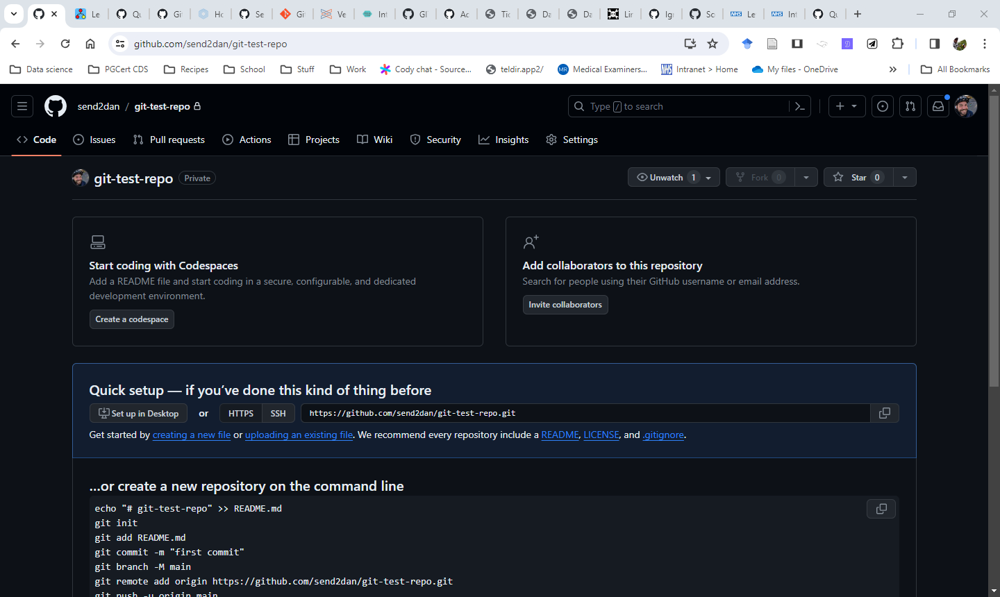 Le
Qu
Gi
Ho
Se
Gi
Ve
Int
GI
Ac
Tic
Da
Da
Lir
Ig
Sc
Le
Int
Qu
github.com/send2dan/git-test-repo
Data science
PGCert CDS
Recipes
School
Stuff
Work
Cody chat - Source...
teldir.app2/
Medical Examiners...
Intranet > Home
My files - OneDrive
All Bookmarks
send2dan / git-test-repo
Type / to search
Code
Issues
Pull requests
Actions
Projects
Wiki
Security
Insights
Settings
git-test-repo Private
Unwatch 1
Fork 0
Star 0
Start coding with Codespaces
Add a README file and start coding in a secure, configurable, and dedicated
development environment.
Create a codespace
Add collaborators to this repository
Search for people using their GitHub username or email address.
Invite collaborators
Quick setup — if you’ve done this kind of thing before
Set up in Desktop or HTTPS SSH https://github.com/send2dan/git-test-repo.git
Get started by creating a new file or uploading an existing file. We recommend every repository include a README, LICENSE, and .gitignore.
…or create a new repository on the command line
echo "# git-test-repo" >> README.md
git init
git add README.md
git commit -m "first commit"
git branch -M main
git remote add origin https://github.com/send2dan/git-test-repo.git
git push -u origin main